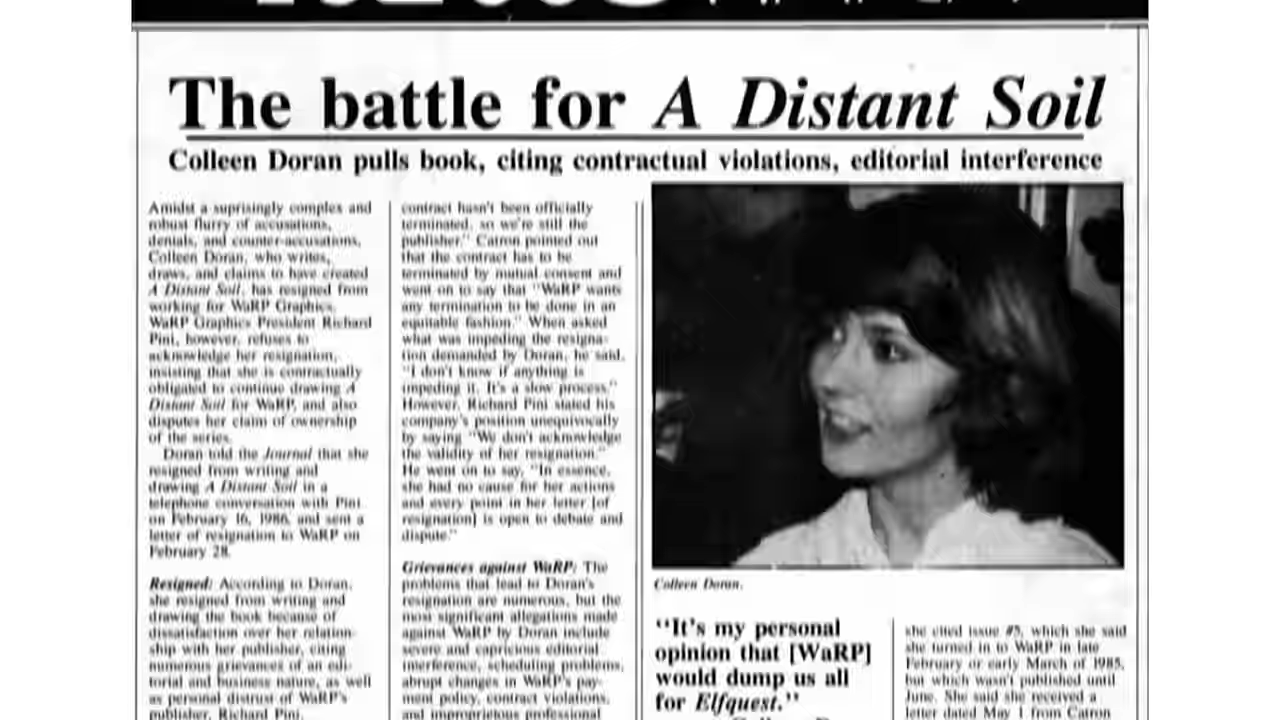 The battle for A Distant Soil
Colleen Doran pulls book, citing contractual violations, editorial interference
Amidst a suprisingly complex and
robust flurry of accusations,
denials, and counter-accusations,
Colleen Doran, who writes,
draws, and claims to have created
A Distant Soil, has resigned from
working for WaRP Graphics.
WaRP Graphics President Richard
Pini, however, refuses to
acknowledge her resignation,
insisting that she is contractually
obligated to continue drawing A
Distant Soil for WaRP, and also
disputes her claim of ownership
of the series.
Doran told the Journal that she
resigned from writing and
drawing A Distant Soil in a
telephone conversation with Pini
on February 16, 1986, and sent a
letter of resignation to WaRP on
February 28.
Resigned: According to Doran,
she resigned from writing and
drawing the book because of
dissatisfaction over her relation-
ship with her publisher, citing
numerous grievances of an edi-
torial and business nature, as well
as personal distrust of WaRP's
publisher, Richard Pini.
contract hasn't been officially
terminated, so we're still the
publisher." Catron pointed out
that the contract has to be
terminated by mutual consent and
went on to say that "WaRP wants
any termination to be done in an
equitable fashion." When asked
what was impeding the resigna-
tion demanded by Doran, he said,
"I don't know if anything is
impeding it. It's a slow process."
However, Richard Pini stated his
company's position unequivocally
by saying "We don't acknowledge
the validity of her resignation."
He went on to say, "In essence,
she had no cause for her actions
and every point in her letter [of
resignation] is open to debate and
dispute."
Grievances against WaRP: The
problems that lead to Doran's
resignation are numerous, but the
most significant allegations made
against WaRP by Doran include
severe and capricious editorial
interference, scheduling problems,
abrupt changes in WaRP's pay-
ment policy, contract violations,
and improprietous professional
Colleen Doran.
"It's my personal
opinion that [WaRP]
would dump us all
for Elfquest."
she cited issue #5, which she said
she turned in to WaRP in late
February or early March of 1985,
but which wasn't published until
June. She said she received a
letter dated May 1 from Catron